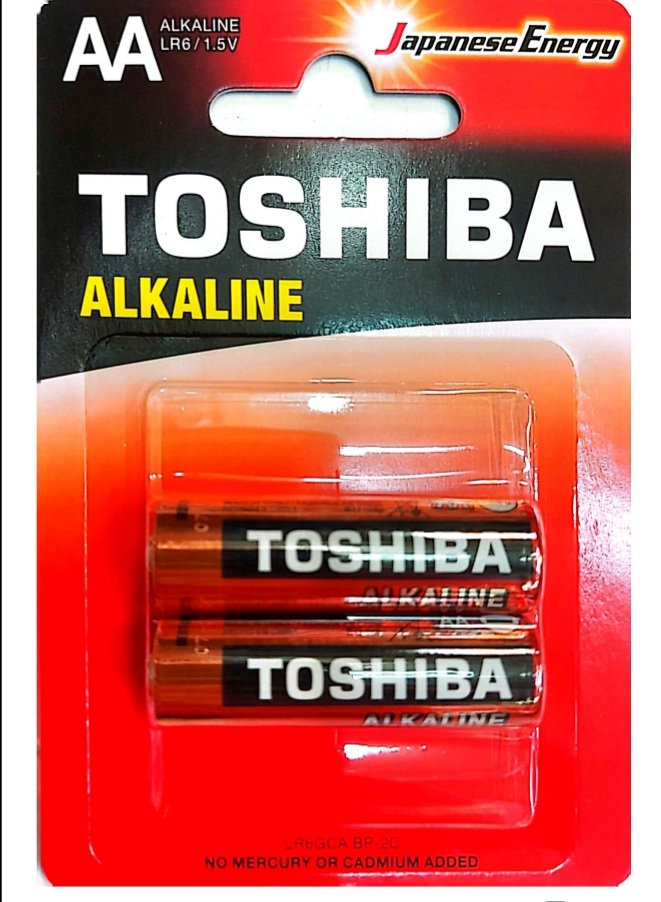 AA ALKALINE
LR6/1.5V
Japanese Energy
TOSHIBA
ALKALINE
TOSHIBA
ALKALINE
AA
TOSHIBA
ALKALINE
LR6GCA BP-2C
NO MERCURY OR CADMIUM ADDED